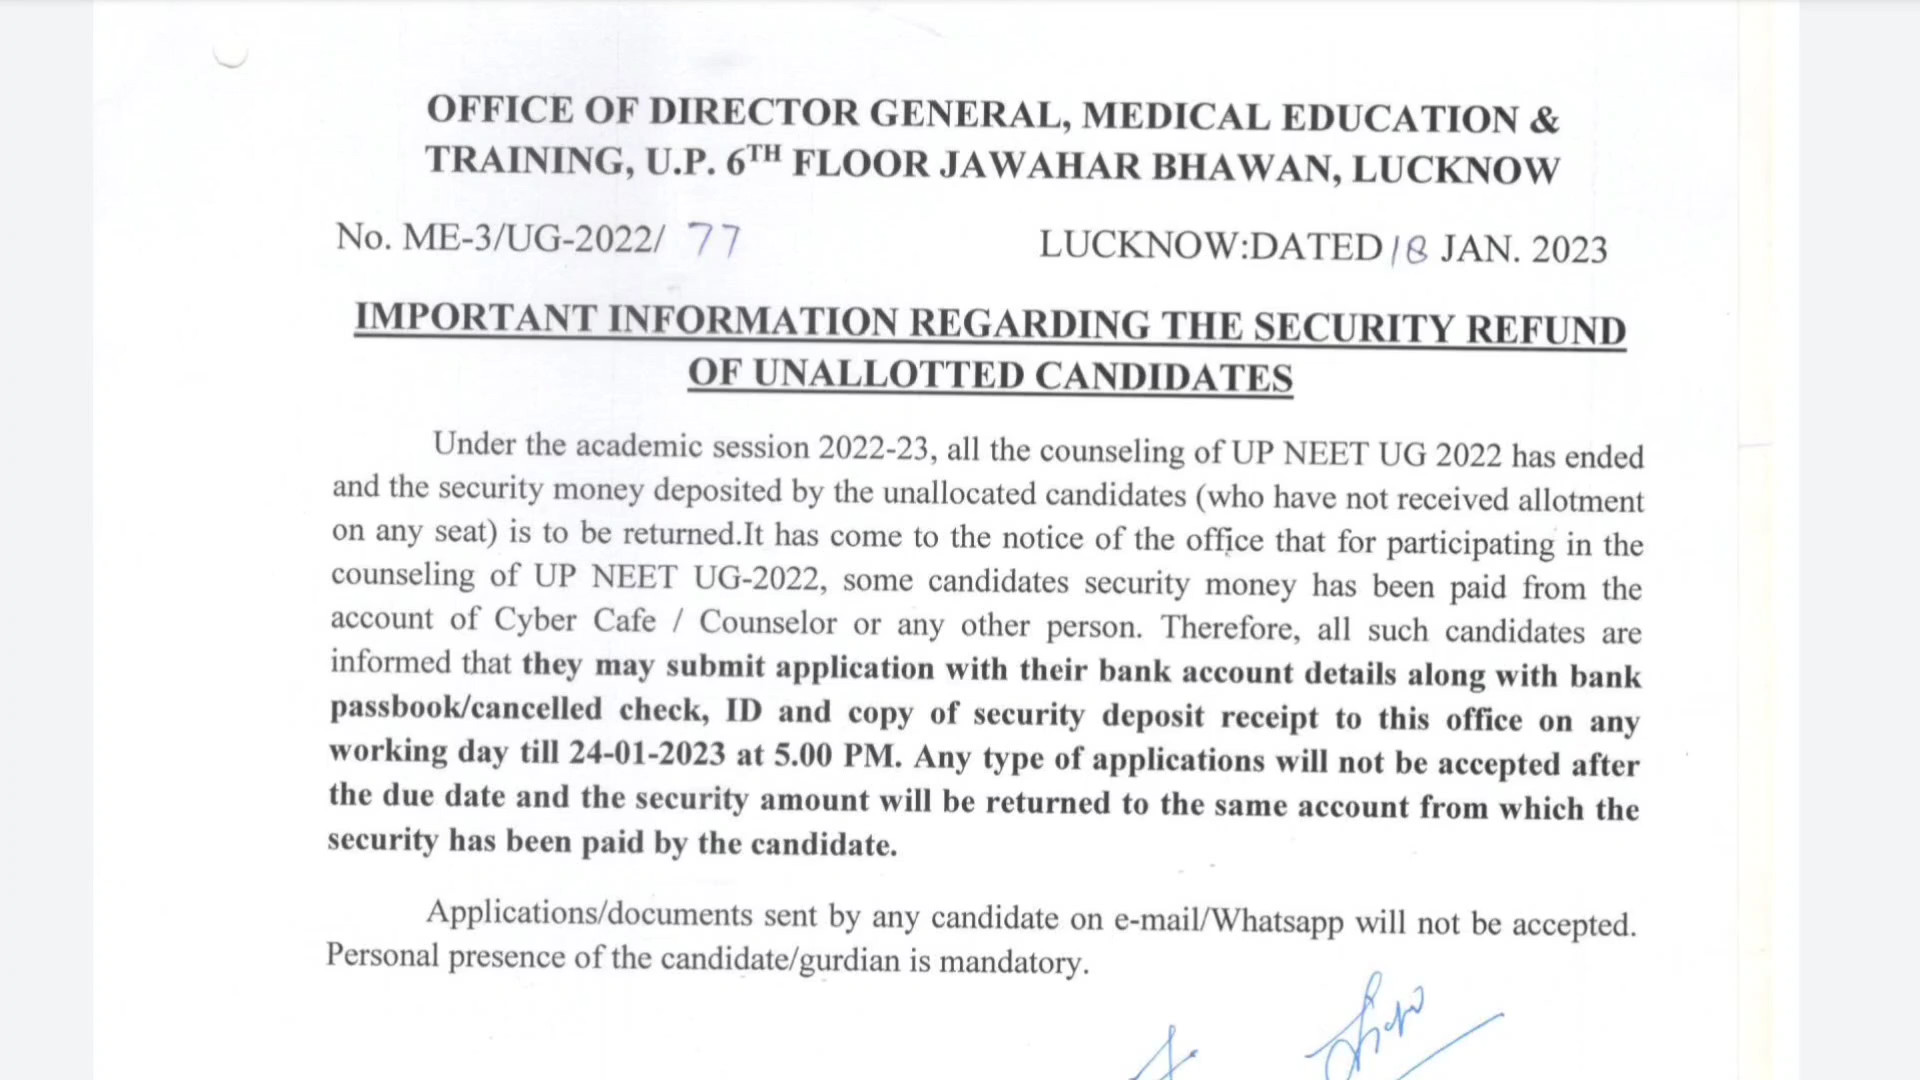 OFFICE OF DIRECTOR GENERAL, MEDICAL EDUCATION &
TRAINING, U.P. 6TH FLOOR JAWAHAR BHAWAN, LUCKNOW
No. ME-3/UG-2022/ 77 LUCKNOW:DATED 18 JAN. 2023
IMPORTANT INFORMATION REGARDING THE SECURITY REFUND
OF UNALLOTTED CANDIDATES
Under the academic session 2022-23, all the counseling of UP NEET UG 2022 has ended
and the security money deposited by the unallocated candidates (who have not received allotment
on any seat) is to be returned.It has come to the notice of the office that for participating in the
counseling of UP NEET UG-2022, some candidates security money has been paid from the
account of Cyber Cafe / Counselor or any other person. Therefore, all such candidates are
informed that they may submit application with their bank account details along with bank
passbook/cancelled check, ID and copy of security deposit receipt to this office on any
working day till 24-01-2023 at 5.00 PM. Any type of applications will not be accepted after
the due date and the security amount will be returned to the same account from which the
security has been paid by the candidate.
Applications/documents sent by any candidate on e-mail/Whatsapp will not be accepted.
Personal presence of the candidate/gurdian is mandatory.